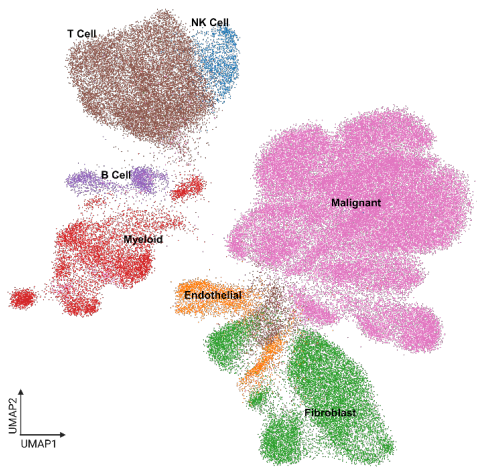 NK Cell
T Cell
B Cell
Malignant
Myeloid
Endothelial
Fibroblast
UMAP2
UMAP1